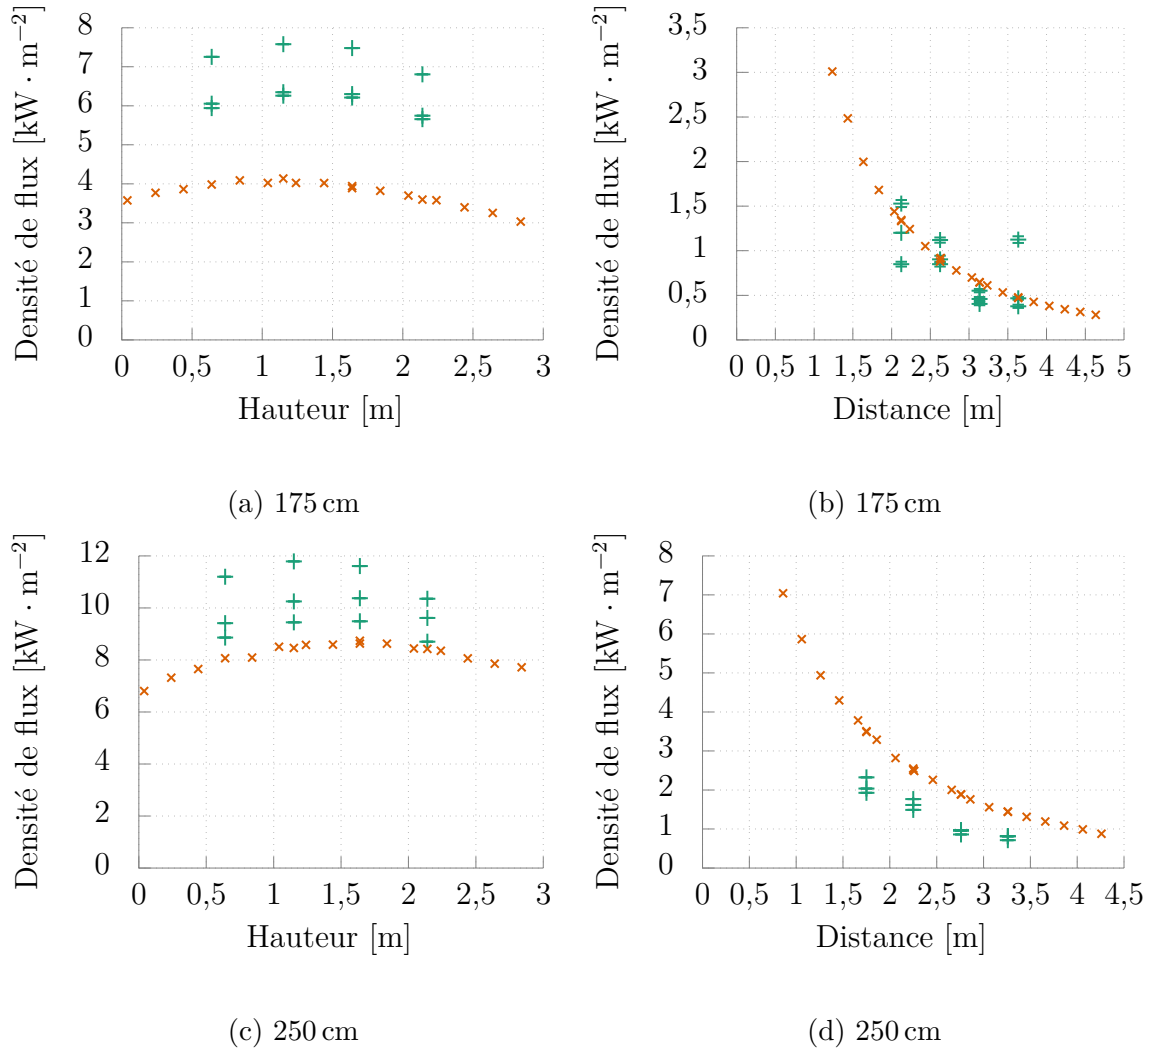 Densité de flux [kW · m⁻²]
8
7
6
5
4
3
2
1
0
0 0,5 1 1,5 2 2,5 3
Hauteur [m]
(a) 175 cm
Densité de flux [kW · m⁻²]
3,5
3
2,5
2
1,5
1
0,5
0
0 0,5 1 1,5 2 2,5 3 3,5 4 4,5 5
Distance [m]
(b) 175 cm
Densité de flux [kW · m⁻²]
12
10
8
6
4
2
0
0 0,5 1 1,5 2 2,5 3
Hauteur [m]
(c) 250 cm
Densité de flux [kW · m⁻²]
8
7
6
5
4
3
2
1
0
0 0,5 1 1,5 2 2,5 3 3,5 4 4,5
Distance [m]
(d) 250 cm